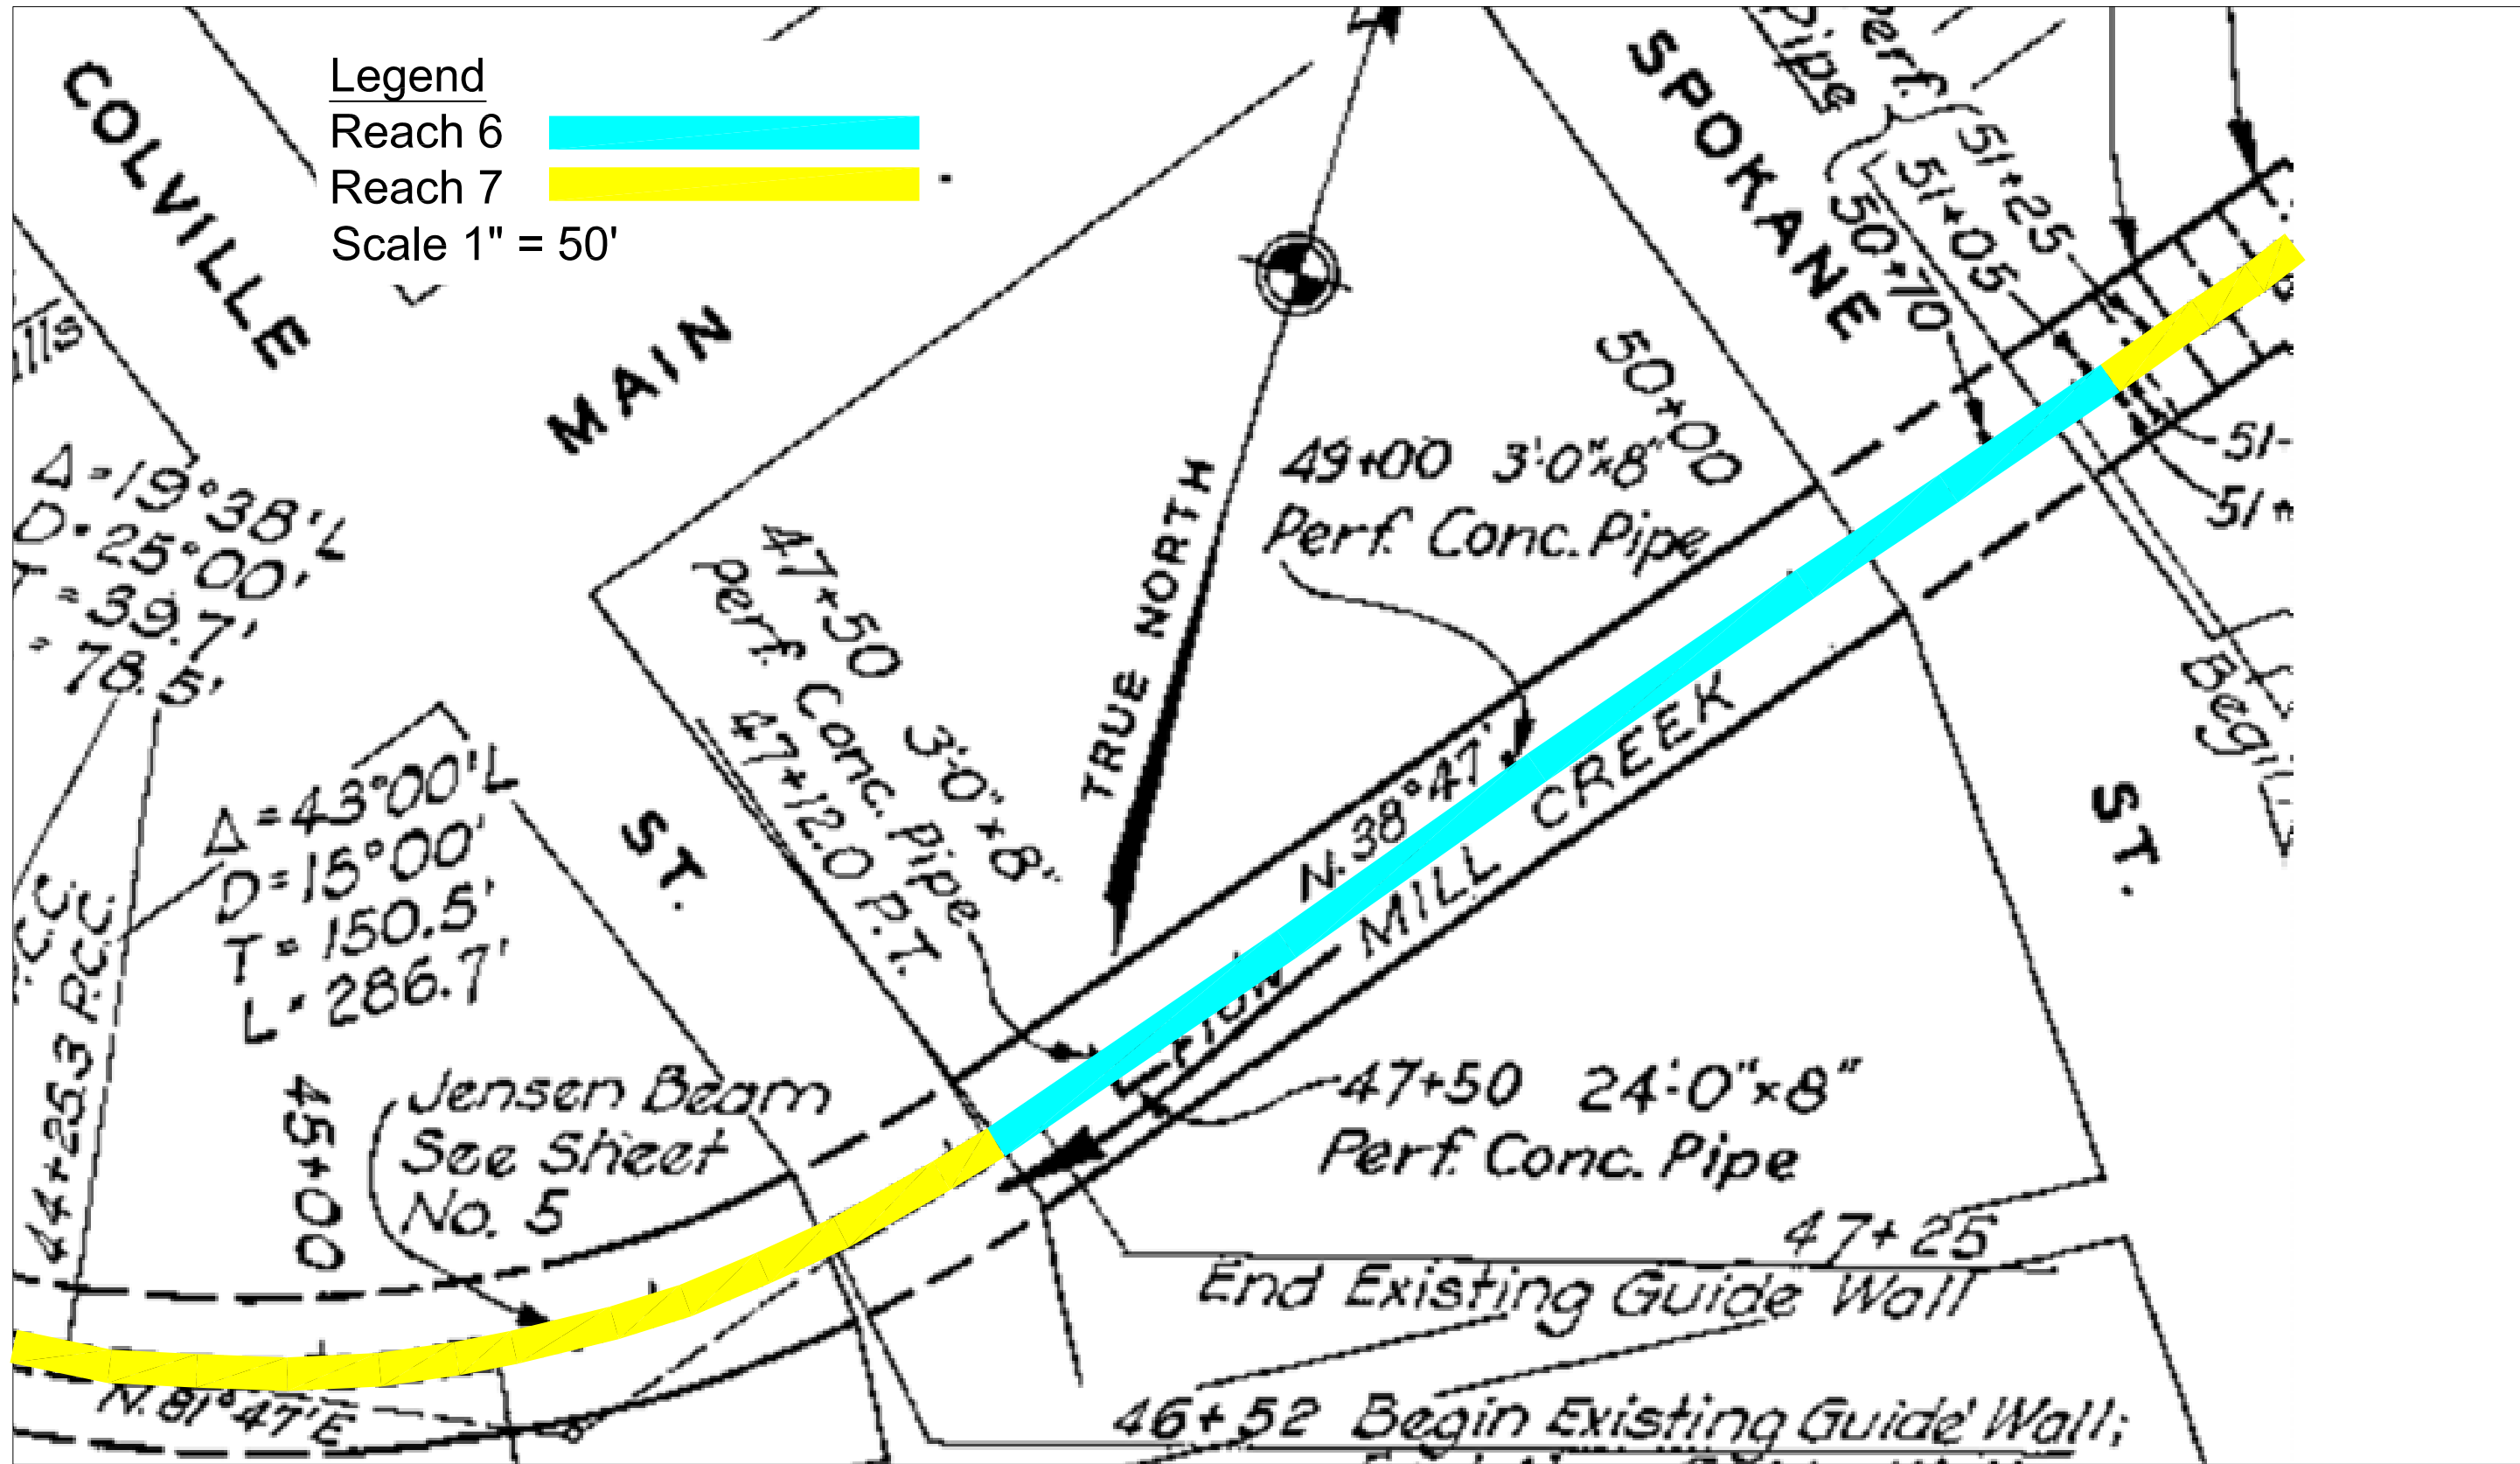 Legend
Reach 6
Reach 7
Scale 1" = 50'
COLVILLE
MAIN
ST.
SPOKANE
ST.
Pipe
Perf.
51+25
51+05
50+70
50+00
49+00 3'-0"x8"
Perf. Conc. Pipe
TRUE NORTH
Δ=19°38'L
D=25°00'
= 39.7'
= 78.5'
47+50 3'-0"x8"
perf. Conc. pipe
47+12.0 P.T.
Δ=43°00'L
D=15°00'
T=150.5'
L=286.7'
44+25.3 P.C.C.
45+00
Jensen Beam
See Sheet
No. 5
N. 38°47'
MILL CREEK
47+50 24'-0"x8"
Perf. Conc. Pipe
47+25
End Existing Guide Wall
46+52 Begin Existing Guide Wall;
N. 81°47'E